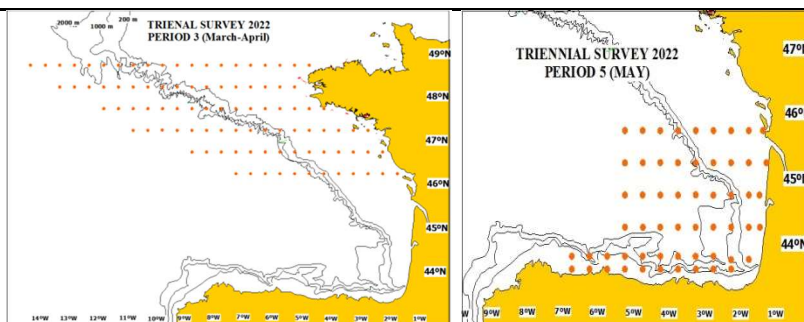 2000 m
1000 m
200 m
TRIENAL SURVEY 2022
PERIOD 3 (March-April)
49ºN
48ºN
47ºN
46ºN
45ºN
44ºN
14ºW 13ºW 12ºW 11ºW 10ºW 9ºW 8ºW 7ºW 6ºW 5ºW 4ºW 3ºW 2ºW 1ºW
TRIENNIAL SURVEY 2022
PERIOD 5 (MAY)
47ºN
46ºN
45ºN
44ºN
W 9ºW 8ºW 7ºW 6ºW 5ºW 4ºW 3ºW 2ºW 1ºW